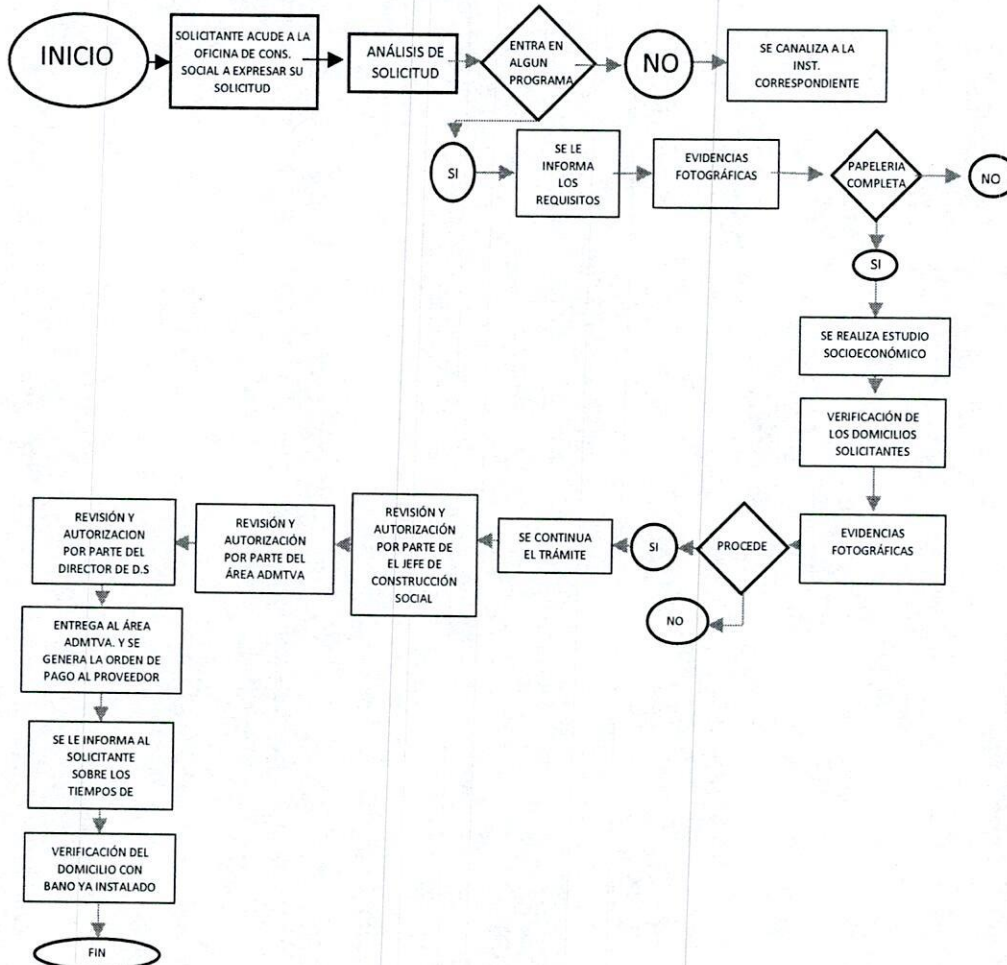 INICIO
SOLICITANTE ACUDE A LA
OFICINA DE CONS.
SOCIAL A EXPRESAR SU
SOLICITUD
ANÁLISIS DE
SOLICITUD
ENTRA EN
ALGUN
PROGRAMA
NO
SE CANALIZA A LA
INST.
CORRESPONDIENTE
SI
SE LE
INFORMA
LOS
REQUISITOS
EVIDENCIAS
FOTOGRÁFICAS
PAPELERIA
COMPLETA
NO
SI
SE REALIZA ESTUDIO
SOCIOECONÓMICO
VERIFICACIÓN DE
LOS DOMICILIOS
SOLICITANTES
EVIDENCIAS
FOTOGRÁFICAS
PROCEDE
NO
SI
SE CONTINUA
EL TRÁMITE
REVISIÓN Y
AUTORIZACIÓN
POR PARTE DE
EL JEFE DE
CONSTRUCCIÓN
SOCIAL
REVISIÓN Y
AUTORIZACIÓN
POR PARTE DEL
ÁREA ADMTVA
REVISIÓN Y
AUTORIZACION
POR PARTE DEL
DIRECTOR DE D.S
ENTREGA AL ÁREA
ADMTVA. Y SE
GENERA LA ORDEN DE
PAGO AL PROVEEDOR
SE LE INFORMA AL
SOLICITANTE
SOBRE LOS
TIEMPOS DE
VERIFICACIÓN DEL
DOMICILIO CON
BANO YA INSTALADO
FIN